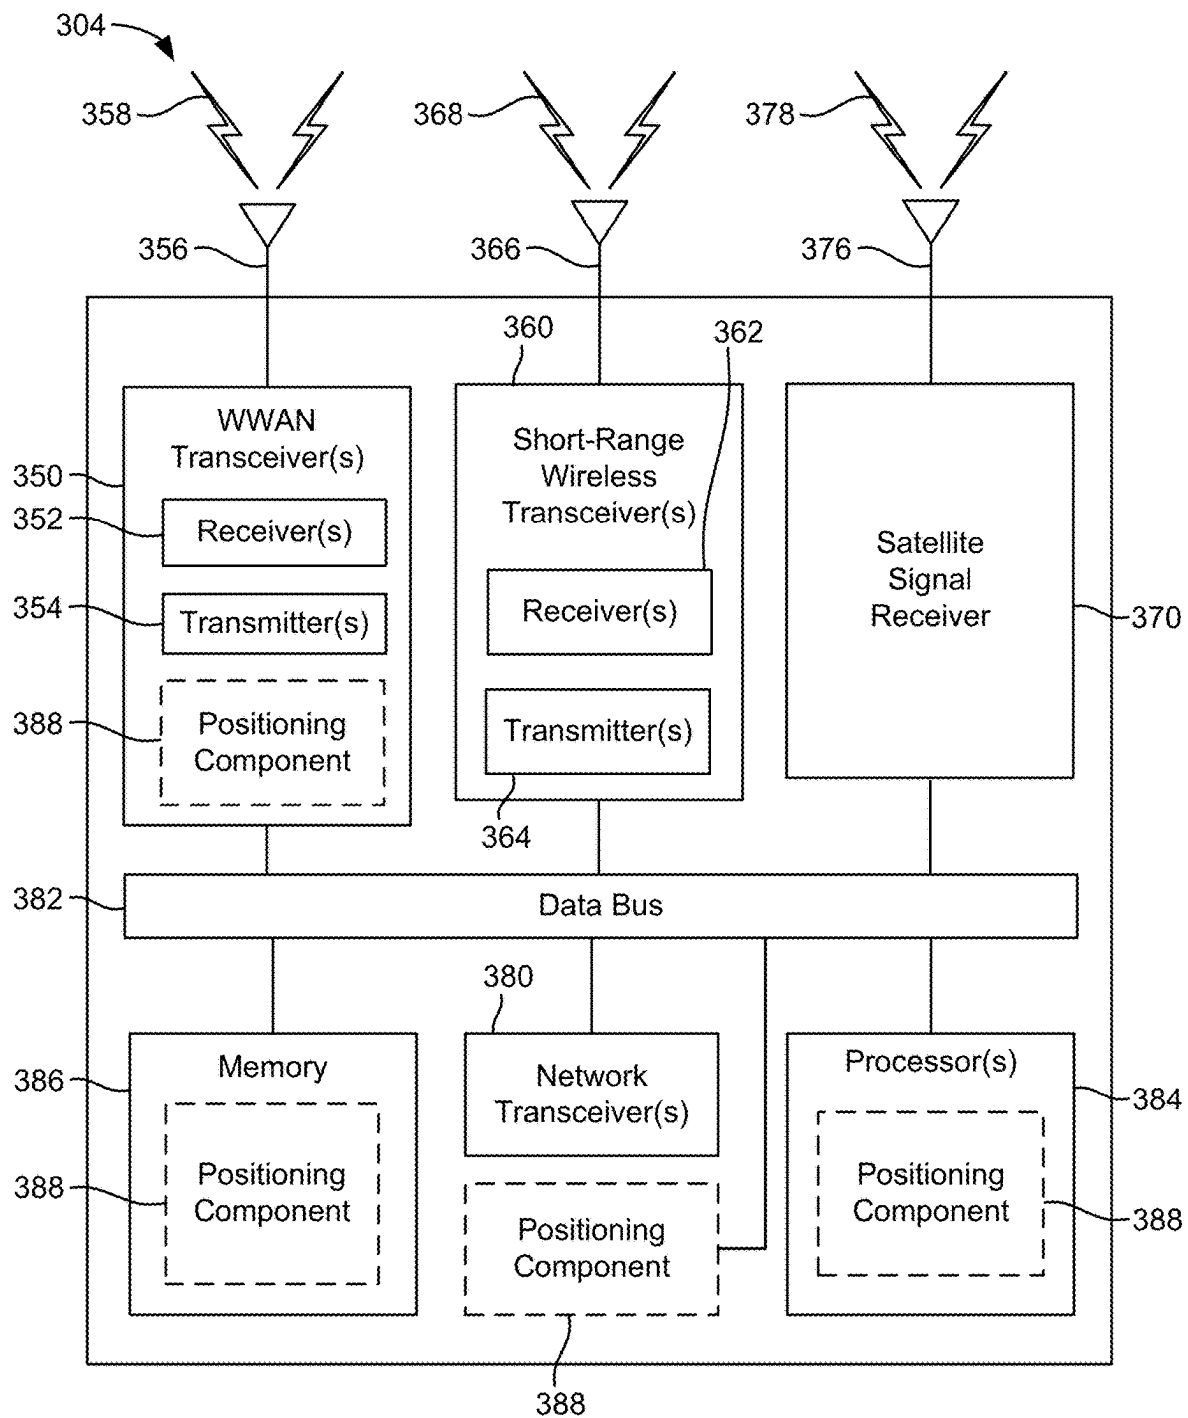 304
358
368
378
356
366
376
360
362
WWAN
Transceiver(s)
Short-Range
Wireless
Transceiver(s)
350
352
Receiver(s)
Satellite
Signal
Receiver
354
Transmitter(s)
Receiver(s)
370
388
Positioning
Component
Transmitter(s)
364
382
Data Bus
380
386
Memory
Network
Transceiver(s)
Processor(s)
384
388
Positioning
Component
Positioning
Component
Positioning
Component
388
388